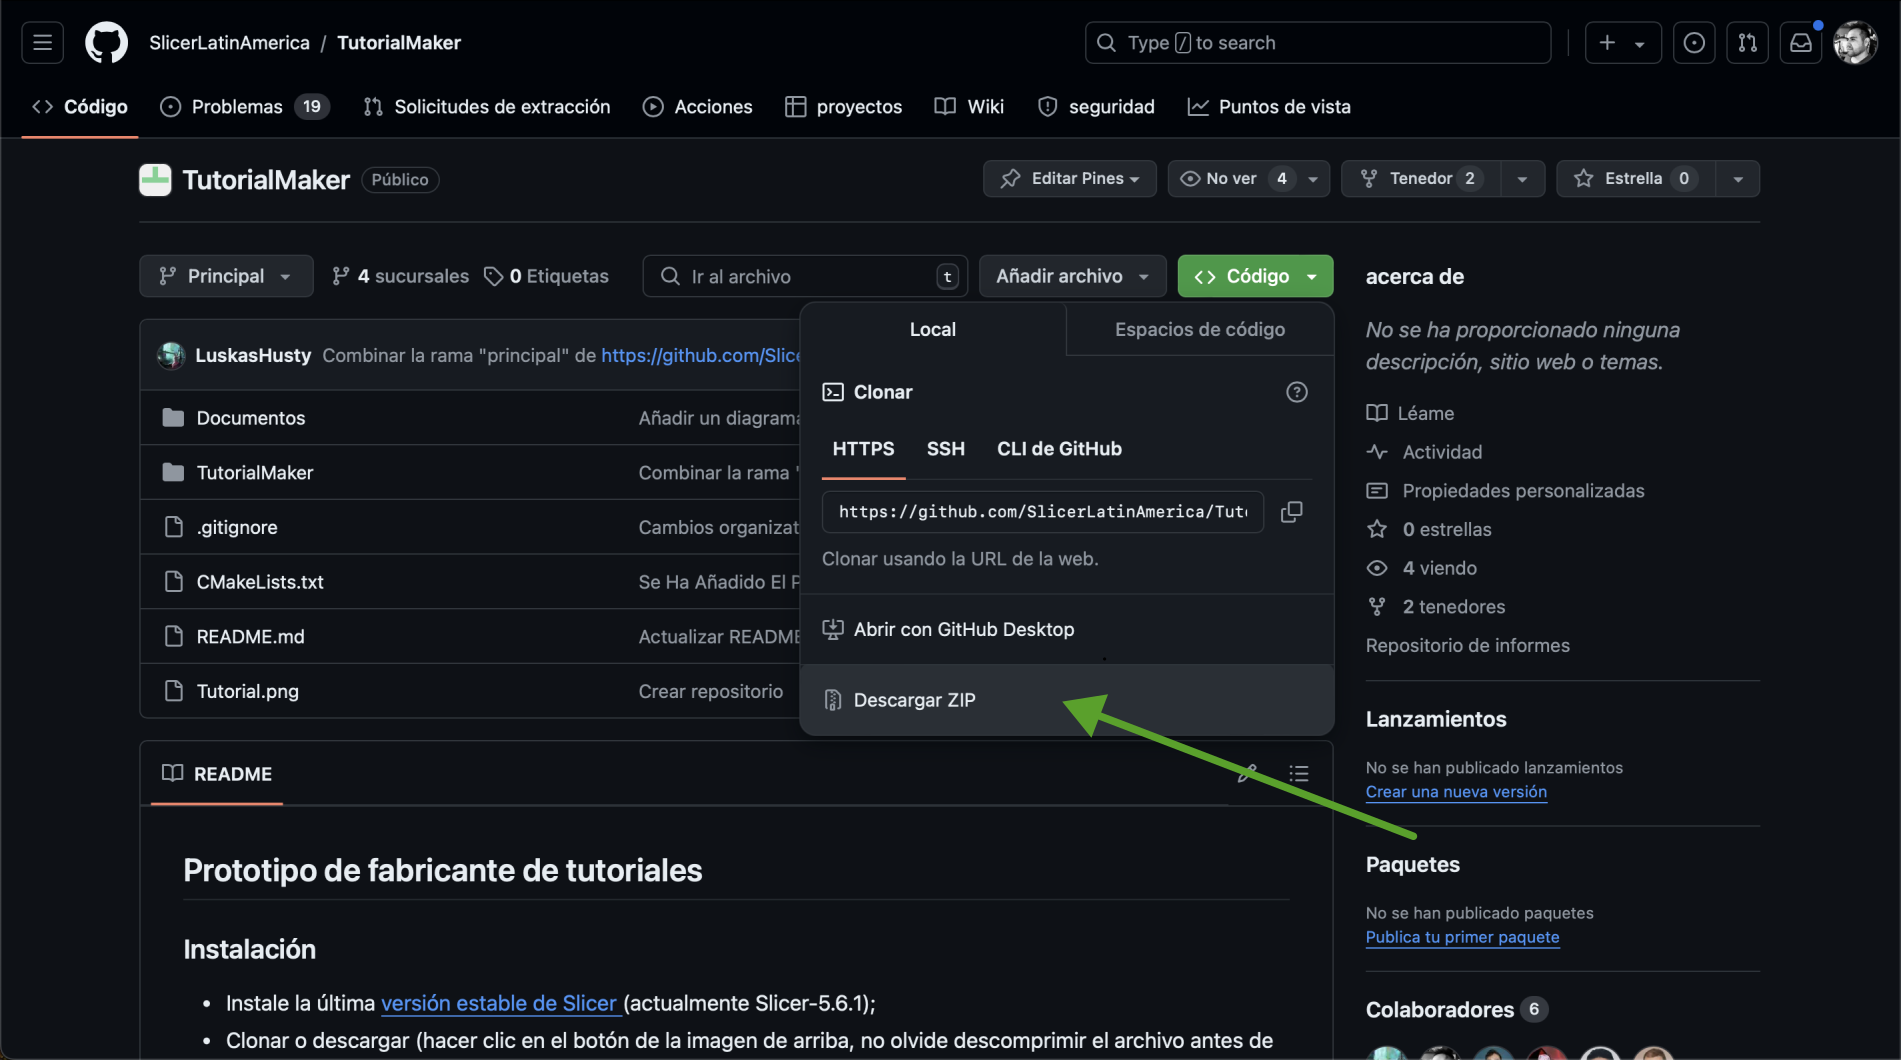 SlicerLatinAmerica / TutorialMaker
Type / to search
Código
Problemas 19
Solicitudes de extracción
Acciones
proyectos
Wiki
seguridad
Puntos de vista
TutorialMaker
Público
Editar Pines
No ver 4
Tenedor 2
Estrella 0
Principal
4 sucursales
0 Etiquetas
Ir al archivo t
Añadir archivo
Código
LuskasHusty Combinar la rama "principal" de https://github.com/Slice
Documentos Añadir un diagrama
TutorialMaker Combinar la rama "
.gitignore Cambios organizat
CMakeLists.txt Se Ha Añadido El P
README.md Actualizar README
Tutorial.png Crear repositorio
Local
Espacios de código
Clonar
HTTPS
SSH
CLI de GitHub
https://github.com/SlicerLatinAmerica/Tuto
Clonar usando la URL de la web.
Abrir con GitHub Desktop
Descargar ZIP
README
Prototipo de fabricante de tutoriales
Instalación
• Instale la última versión estable de Slicer (actualmente Slicer-5.6.1);
• Clonar o descargar (hacer clic en el botón de la imagen de arriba, no olvide descomprimir el archivo antes de
acerca de
No se ha proporcionado ninguna
descripción, sitio web o temas.
Léame
Actividad
Propiedades personalizadas
0 estrellas
4 viendo
2 tenedores
Repositorio de informes
Lanzamientos
No se han publicado lanzamientos
Crear una nueva versión
Paquetes
No se han publicado paquetes
Publica tu primer paquete
Colaboradores 6